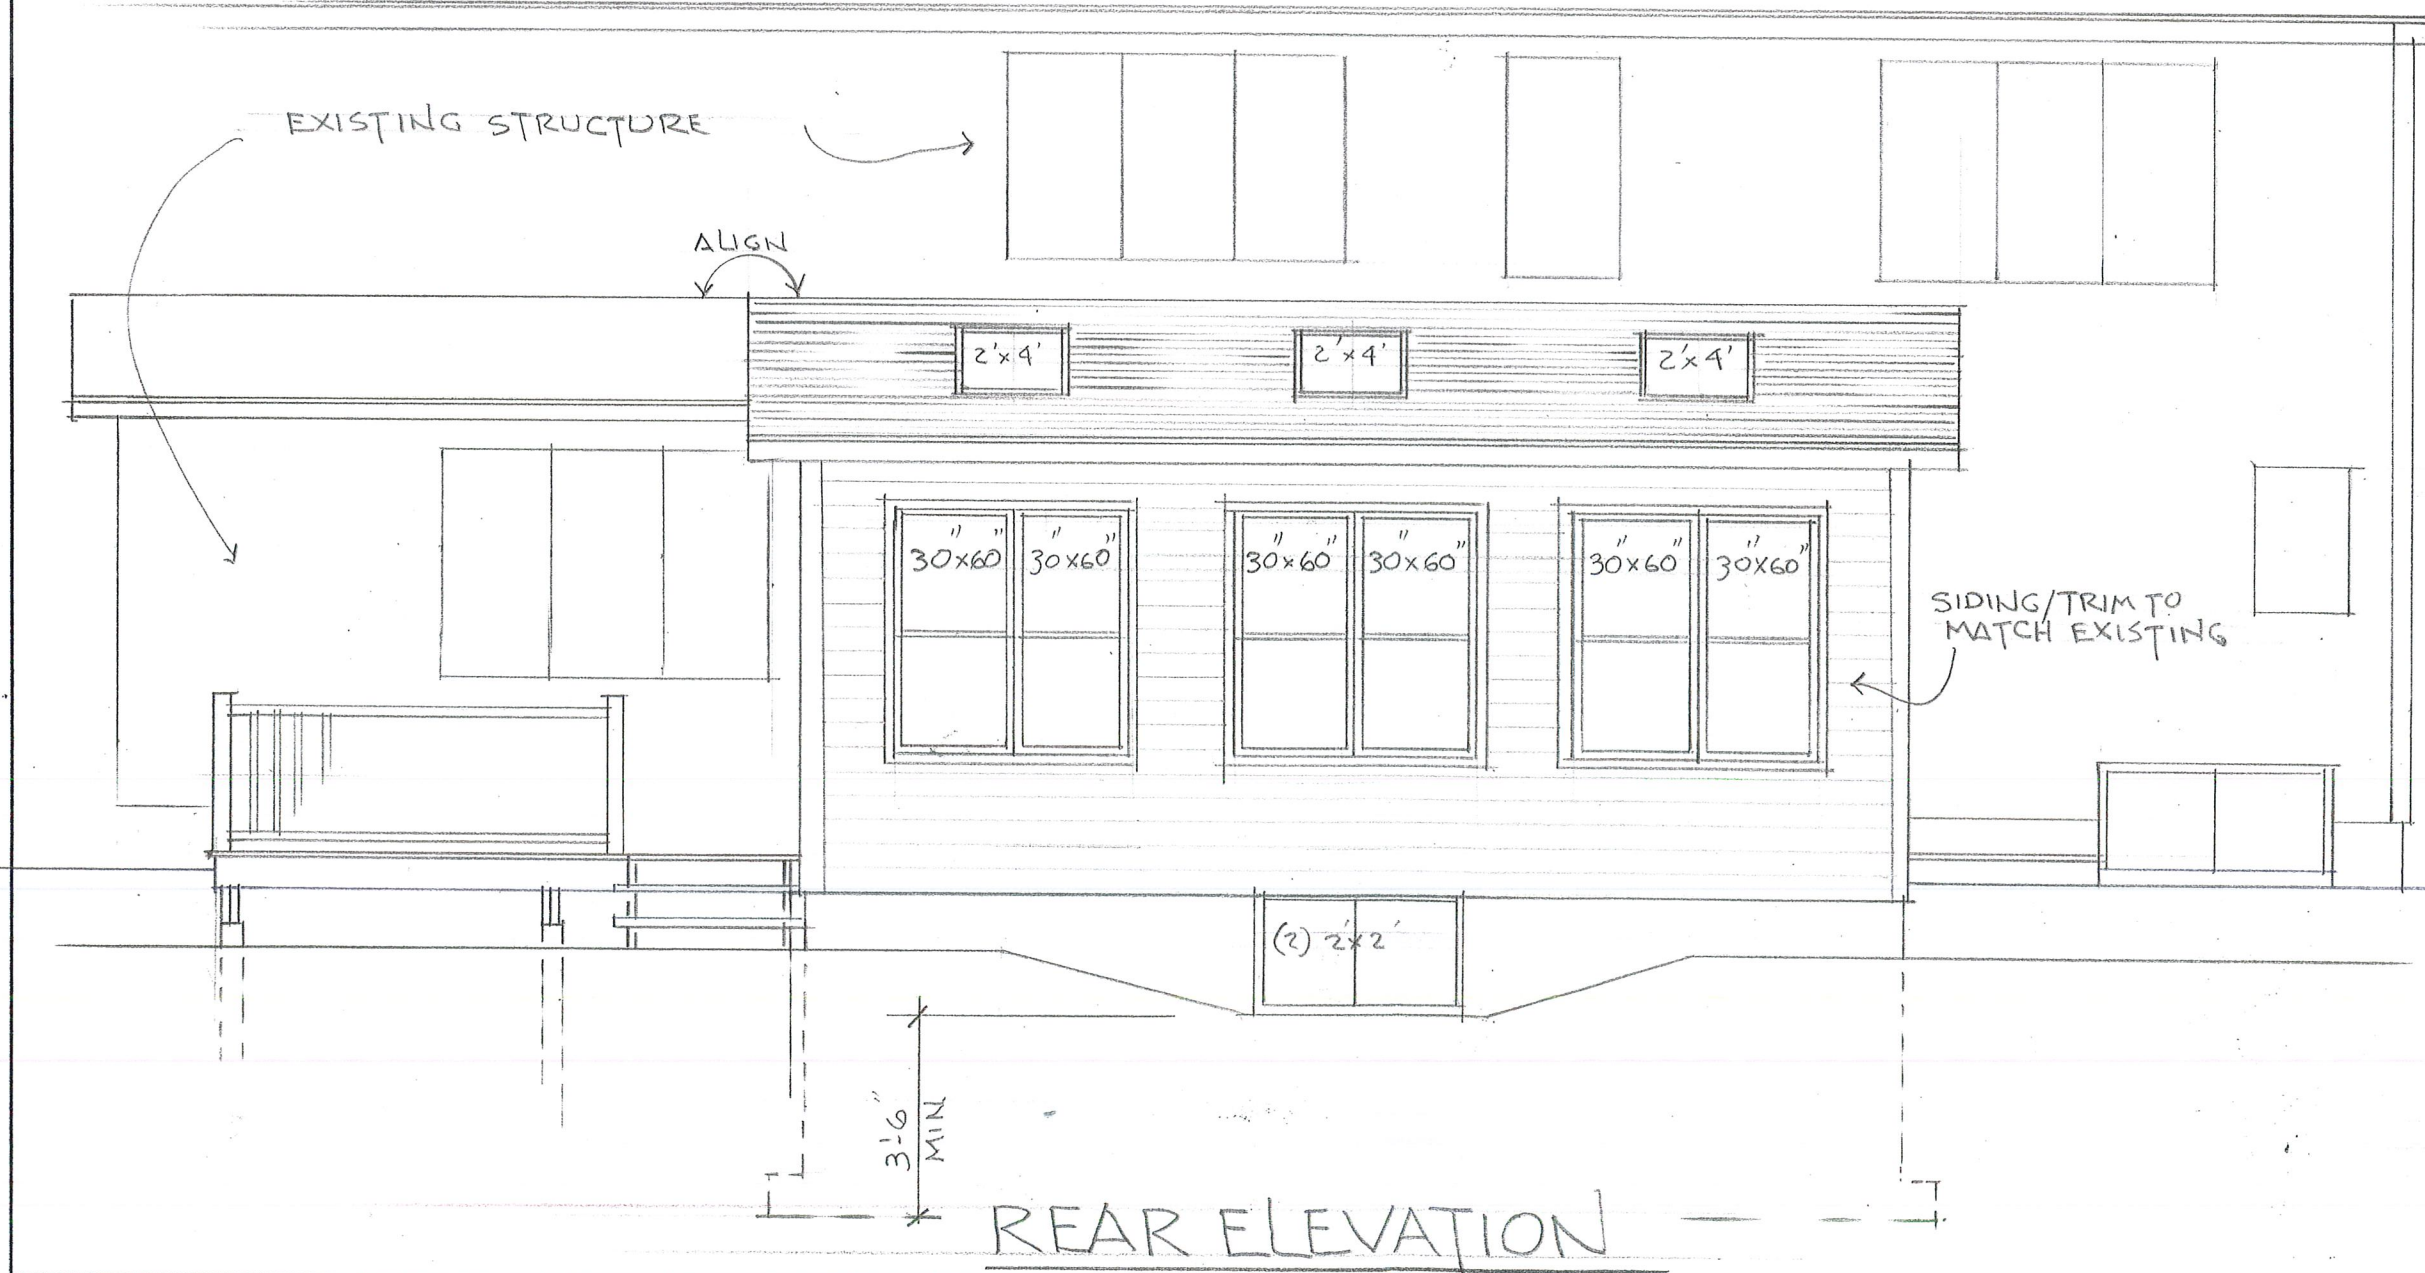 EXISTING STRUCTURE
ALIGN
2'x4'
2'x4'
2'x4'
30"x60"
30"x60"
30"x60"
30"x60"
30"x60"
30"x60"
SIDING/TRIM TO
MATCH EXISTING
(2) 2'x2'
3'-6"
MIN
REAR ELEVATION